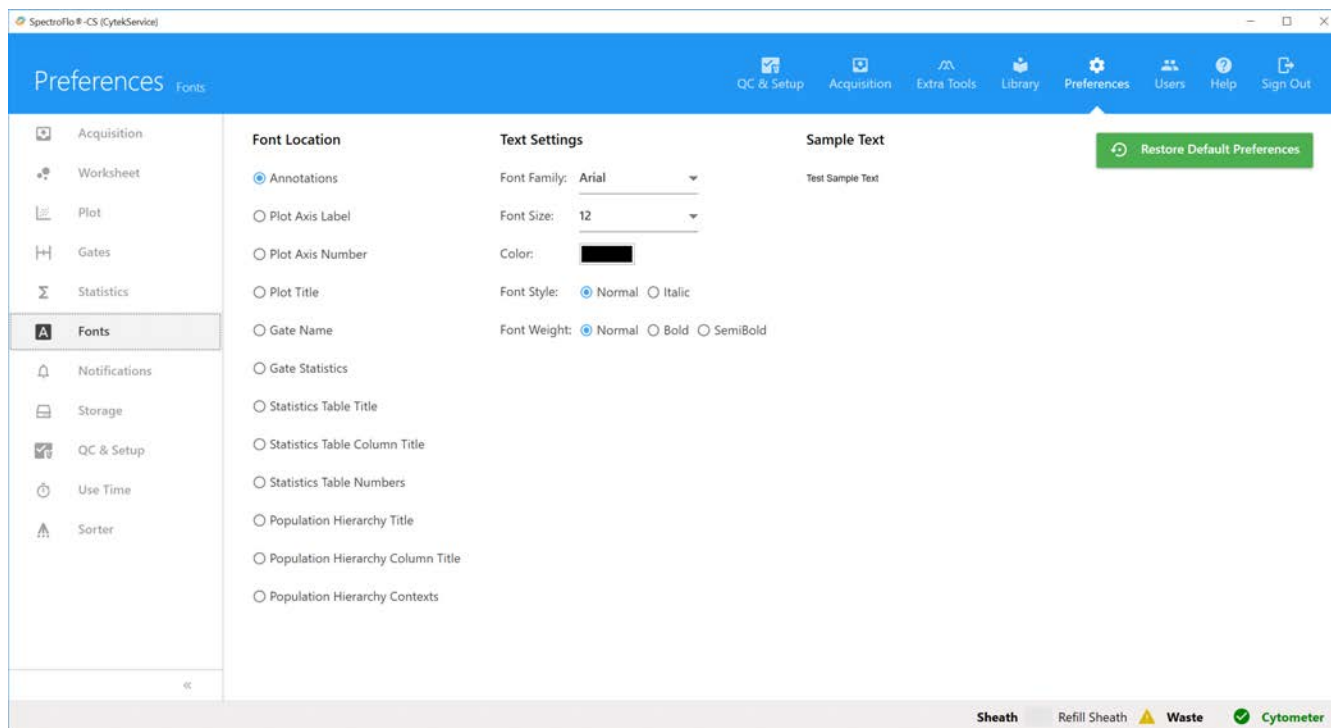 SpectroFlo®-CS (CytekService)
Preferences Fonts
QC & Setup
Acquisition
Extra Tools
Library
Preferences
Users
Help
Sign Out
Acquisition
Worksheet
Plot
Gates
Statistics
A Fonts
Notifications
Storage
QC & Setup
Use Time
Sorter
Font Location
Annotations
Plot Axis Label
Plot Axis Number
Plot Title
Gate Name
Gate Statistics
Statistics Table Title
Statistics Table Column Title
Statistics Table Numbers
Population Hierarchy Title
Population Hierarchy Column Title
Population Hierarchy Contexts
Text Settings
Font Family: Arial
Font Size: 12
Color:
Font Style: Normal Italic
Font Weight: Normal Bold SemiBold
Sample Text
Test Sample Text
Restore Default Preferences
Sheath Refill Sheath Waste Cytometer